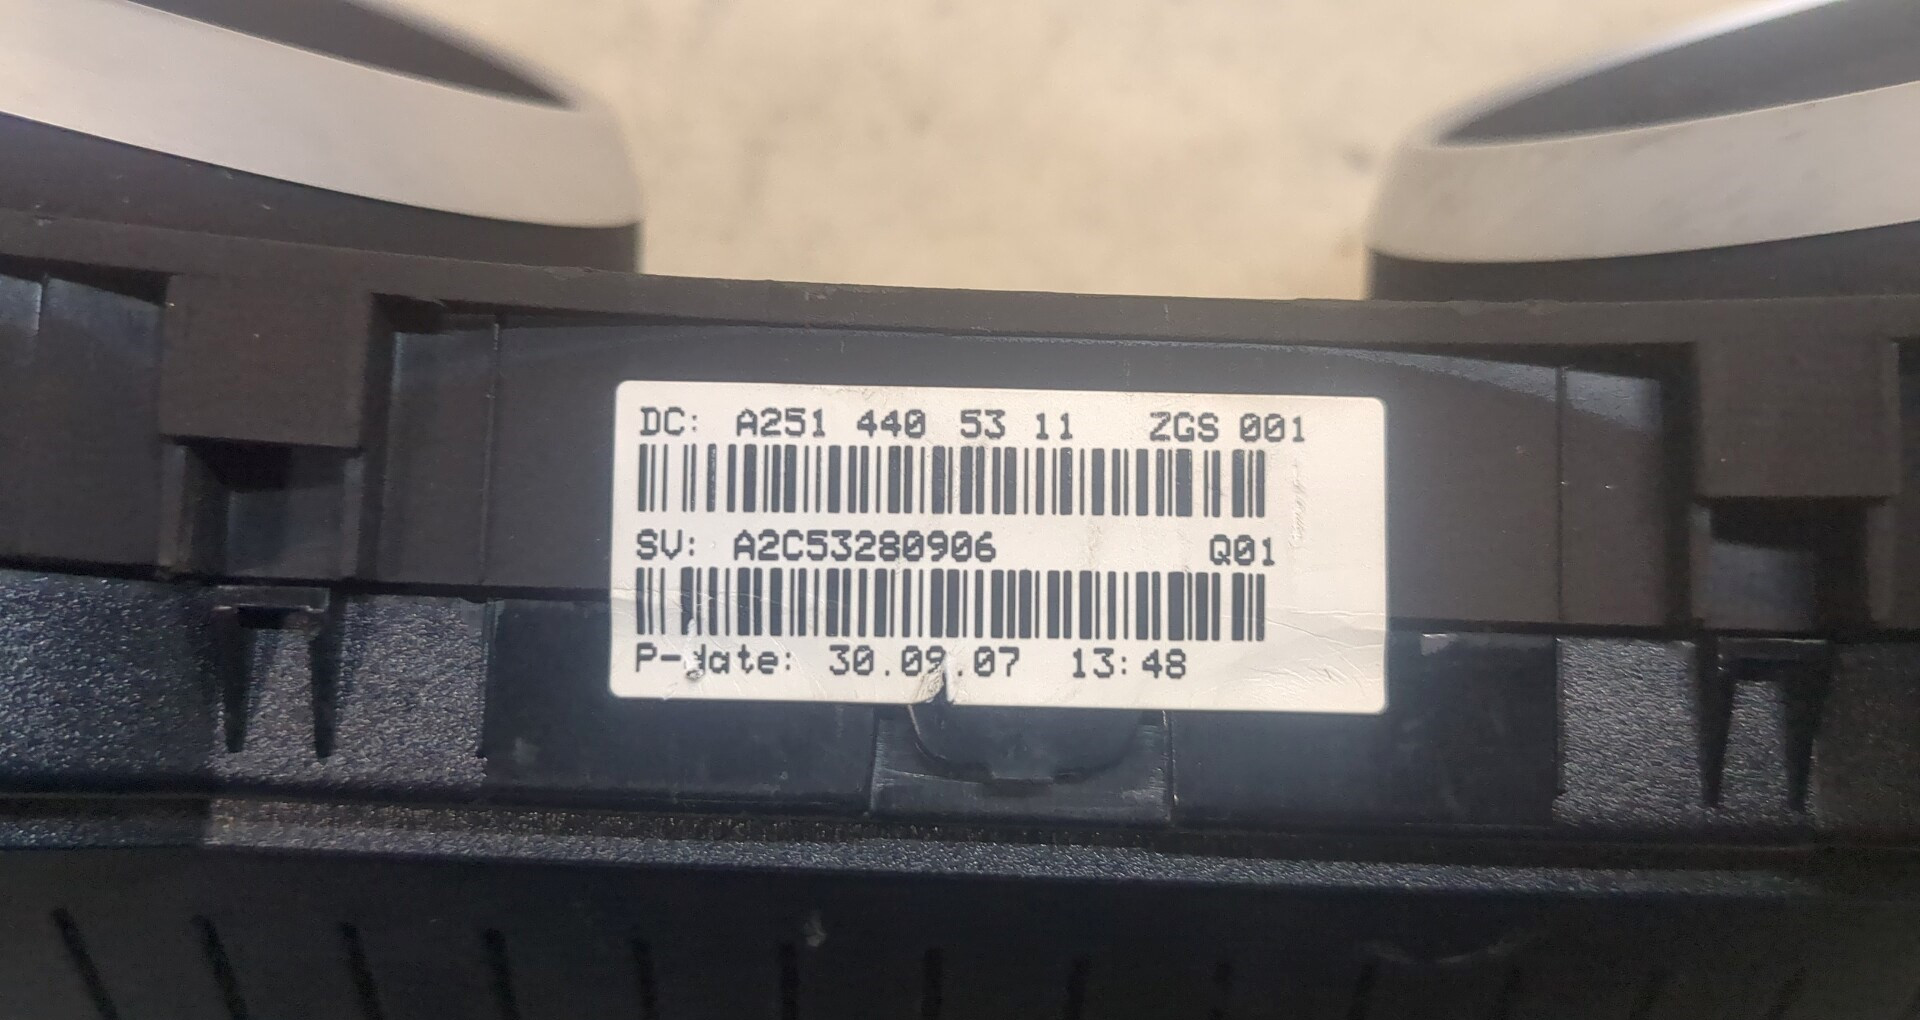 DC: A251 440 53 11 ZGS 001
SV: A2C53280906 Q01
P-date: 30.09.07 13:48